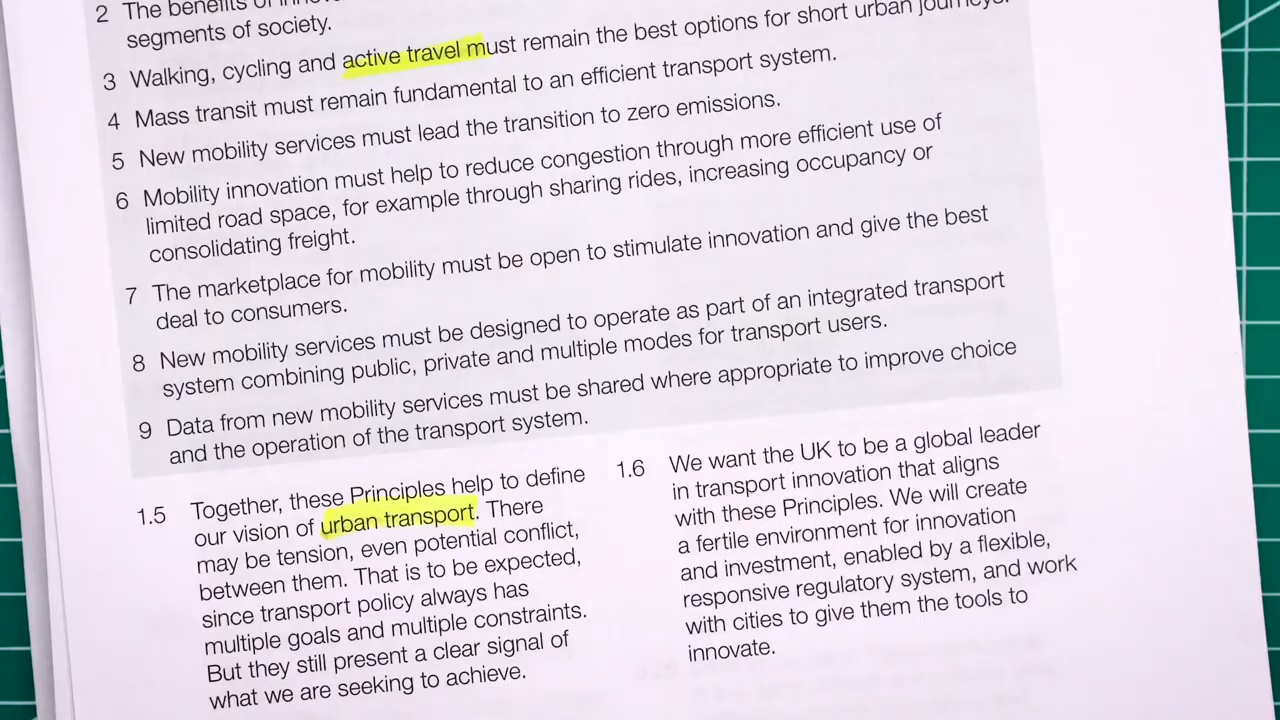 2 The benefits of
segments of society.
3 Walking, cycling and active travel must remain the best options for short urban journeys.
4 Mass transit must remain fundamental to an efficient transport system.
5 New mobility services must lead the transition to zero emissions.
6 Mobility innovation must help to reduce congestion through more efficient use of
limited road space, for example through sharing rides, increasing occupancy or
consolidating freight.
7 The marketplace for mobility must be open to stimulate innovation and give the best
deal to consumers.
8 New mobility services must be designed to operate as part of an integrated transport
system combining public, private and multiple modes for transport users.
9 Data from new mobility services must be shared where appropriate to improve choice
and the operation of the transport system.
1.5 Together, these Principles help to define
our vision of urban transport. There
may be tension, even potential conflict,
between them. That is to be expected,
since transport policy always has
multiple goals and multiple constraints.
But they still present a clear signal of
what we are seeking to achieve.
1.6 We want the UK to be a global leader
in transport innovation that aligns
with these Principles. We will create
a fertile environment for innovation
and investment, enabled by a flexible,
responsive regulatory system, and work
with cities to give them the tools to
innovate.